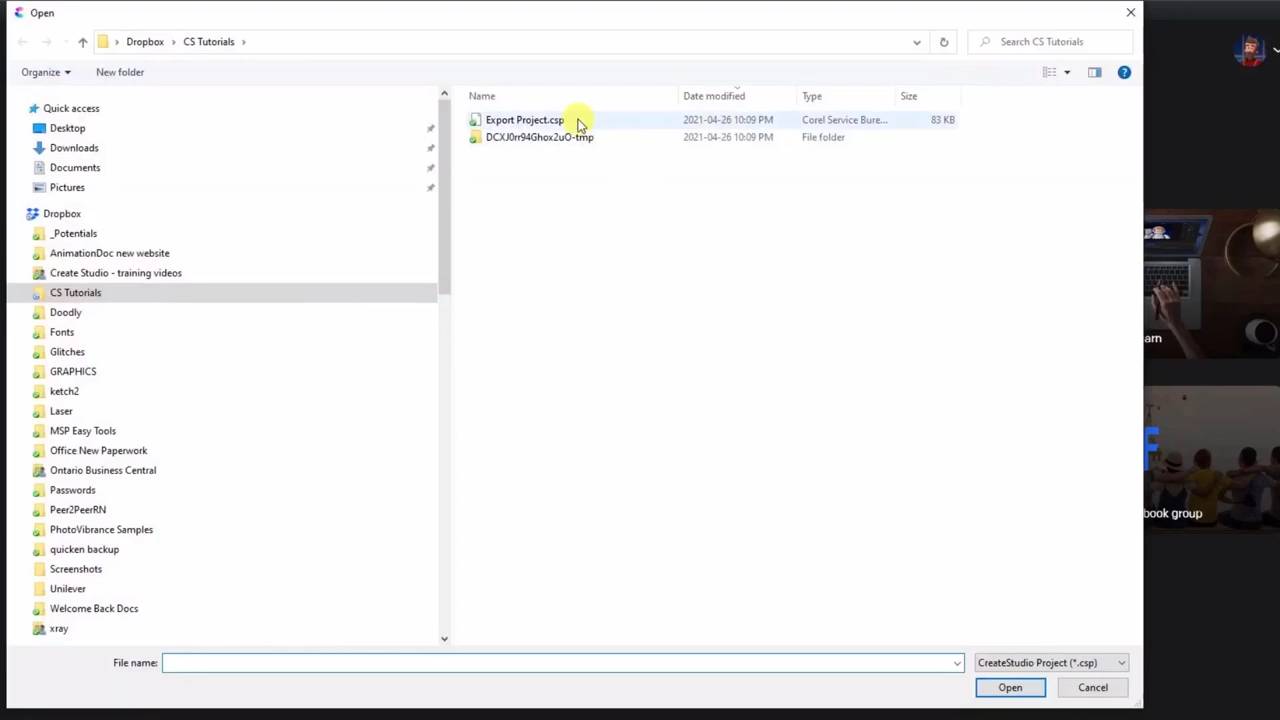 Open
Dropbox
CS Tutorials
Search CS Tutorials
Organize
New folder
Name
Date modified
Type
Size
Quick access
Desktop
Downloads
Documents
Pictures
Dropbox
_Potentials
AnimationDoc new website
Create Studio - training videos
CS Tutorials
Doodly
Fonts
Glitches
GRAPHICS
ketch2
Laser
MSP Easy Tools
Office New Paperwork
Ontario Business Central
Passwords
Peer2PeerRN
PhotoVibrance Samples
quicken backup
Screenshots
Unilever
Welcome Back Docs
xray
Export Project.csp
2021-04-26 10:09 PM
Corel Service Bure...
83 KB
DCXJ0rr94Ghox2uO-tmp
2021-04-26 10:09 PM
File folder
arn
book group
File name:
CreateStudio Project (*.csp)
Open
Cancel